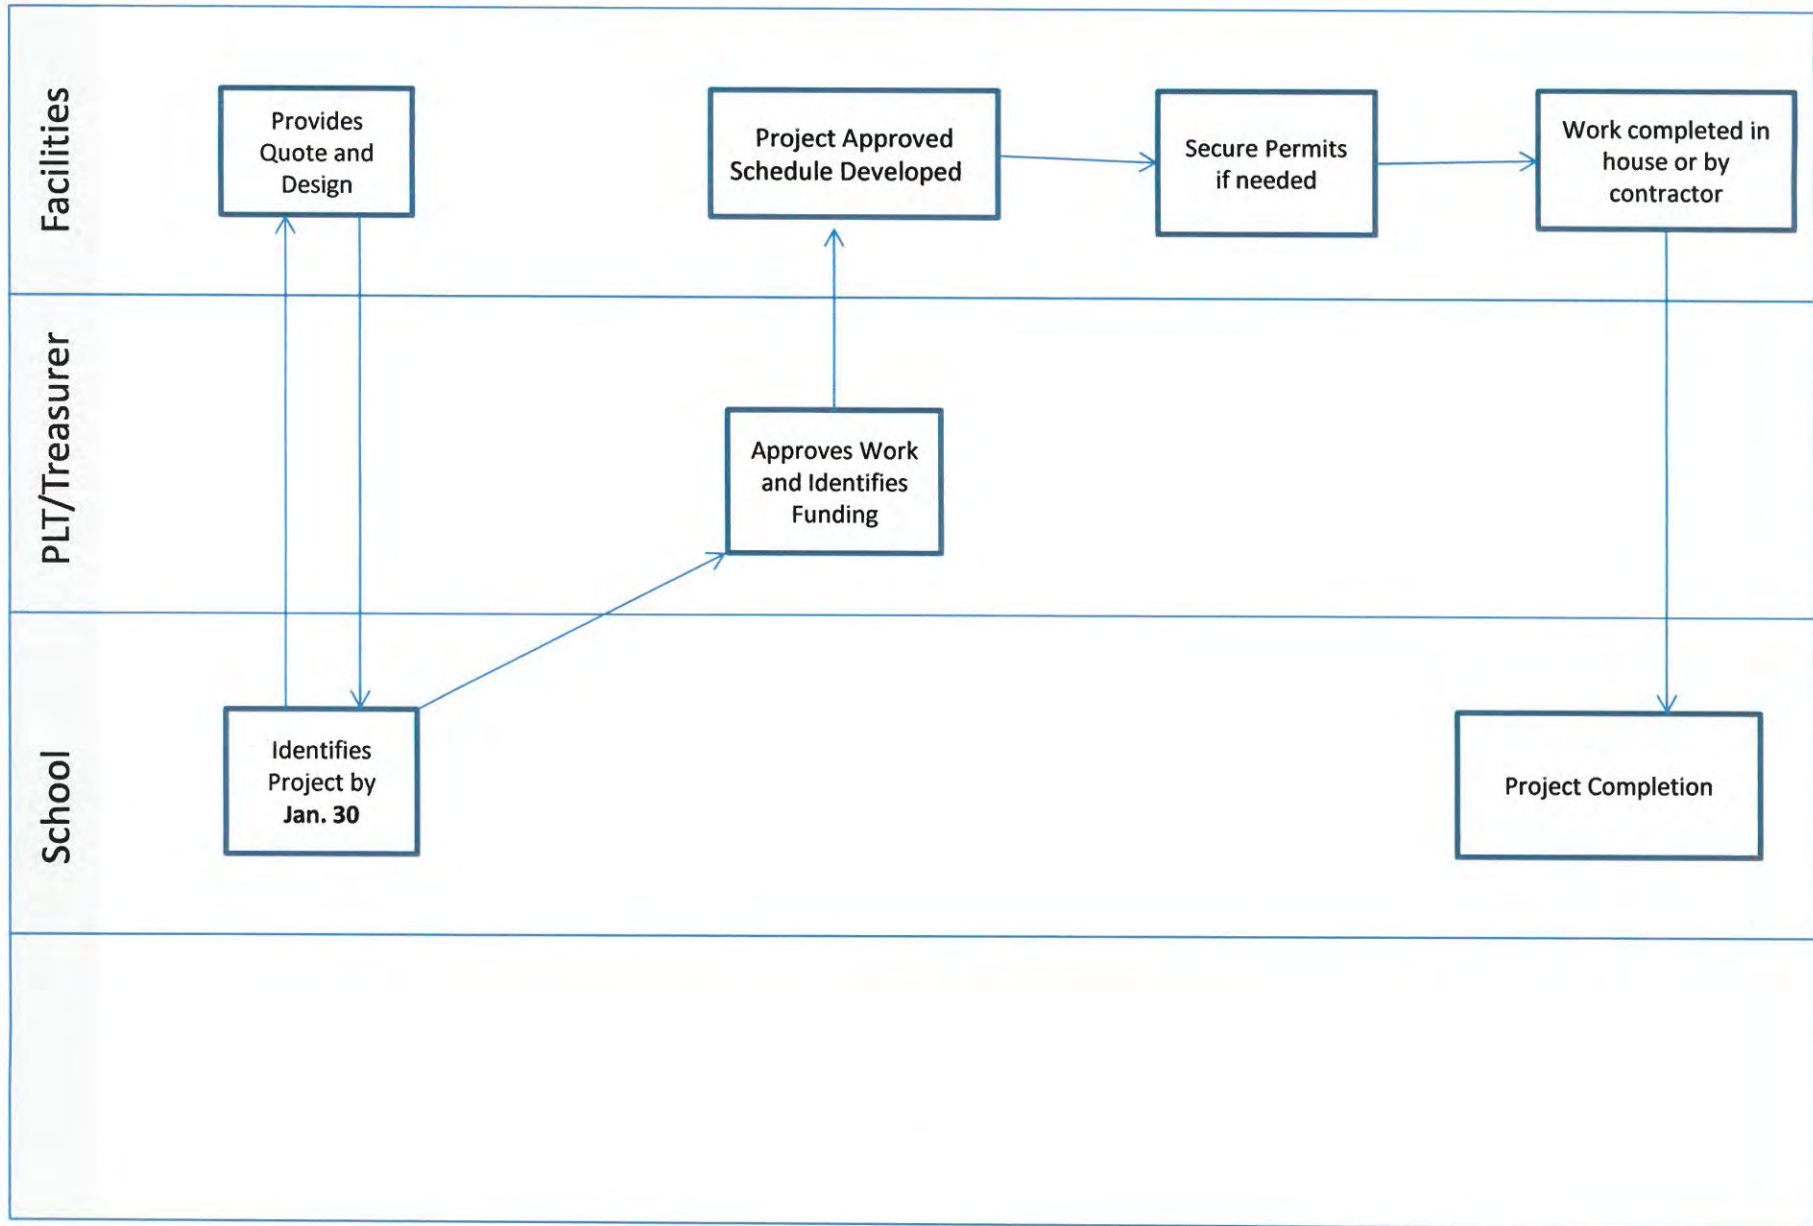 Facilities
Provides
Quote and
Design
Project Approved
Schedule Developed
Secure Permits
if needed
Work completed in
house or by
contractor
PLT/Treasurer
Approves Work
and Identifies
Funding
School
Identifies
Project by
Jan. 30
Project Completion